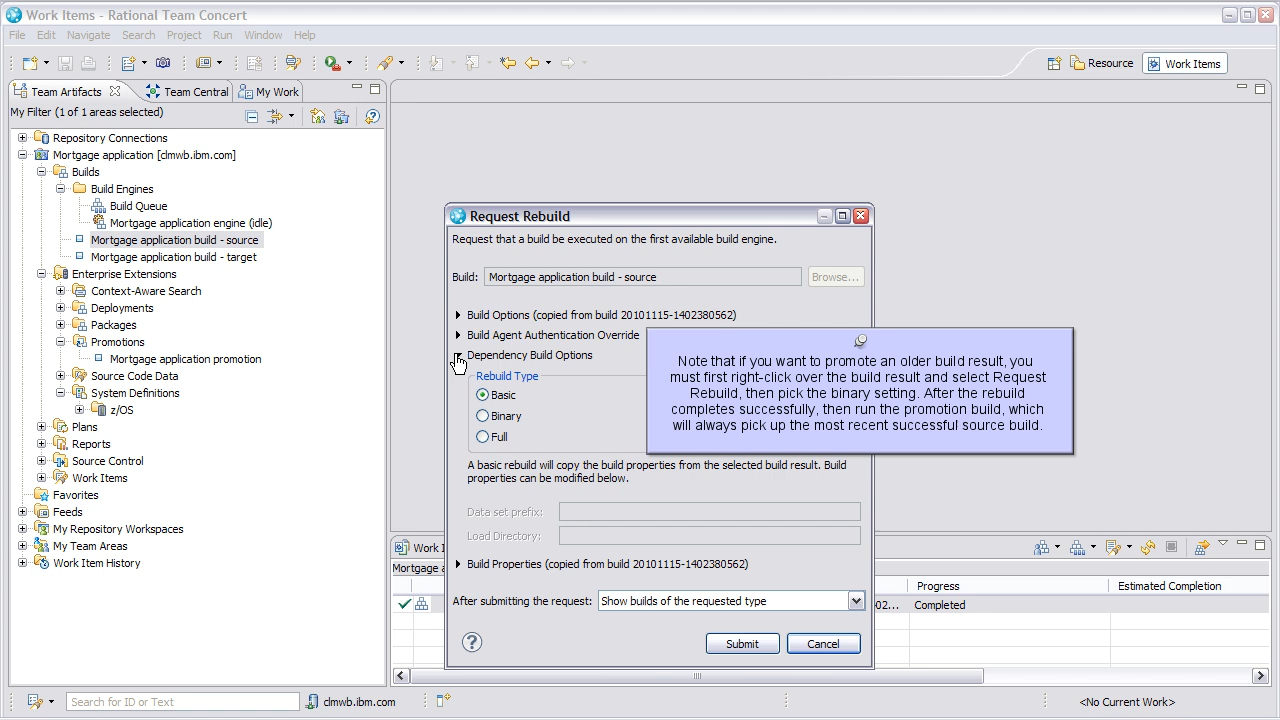 Work Items - Rational Team Concert
File Edit Navigate Search Project Run Window Help
Resource
Work Items
Team Artifacts
Team Central
My Work
My Filter (1 of 1 areas selected)
Repository Connections
Mortgage application [clmwb.ibm.com]
Builds
Build Engines
Build Queue
Mortgage application engine (idle)
Mortgage application build - source
Mortgage application build - target
Enterprise Extensions
Context-Aware Search
Deployments
Packages
Promotions
Mortgage application promotion
Source Code Data
System Definitions
z/OS
Plans
Reports
Source Control
Work Items
Favorites
Feeds
My Repository Workspaces
My Team Areas
Work Item History
Request Rebuild
Request that a build be executed on the first available build engine.
Build: Mortgage application build - source Browse...
Build Options (copied from build 20101115-1402380562)
Build Agent Authentication Override
Dependency Build Options
Rebuild Type
Basic
Binary
Full
A basic rebuild will copy the build properties from the selected build result. Build
properties can be modified below.
Data set prefix:
Load Directory:
Build Properties (copied from build 20101115-1402380562)
After submitting the request: Show builds of the requested type
Submit Cancel
Note that if you want to promote an older build result, you
must first right-click over the build result and select Request
Rebuild, then pick the binary setting. After the rebuild
completes successfully, then run the promotion build, which
will always pick up the most recent successful source build.
Work I
Mortgage a
Progress Estimated Completion
02... Completed
Search for ID or Text
clmwb.ibm.com
<No Current Work>